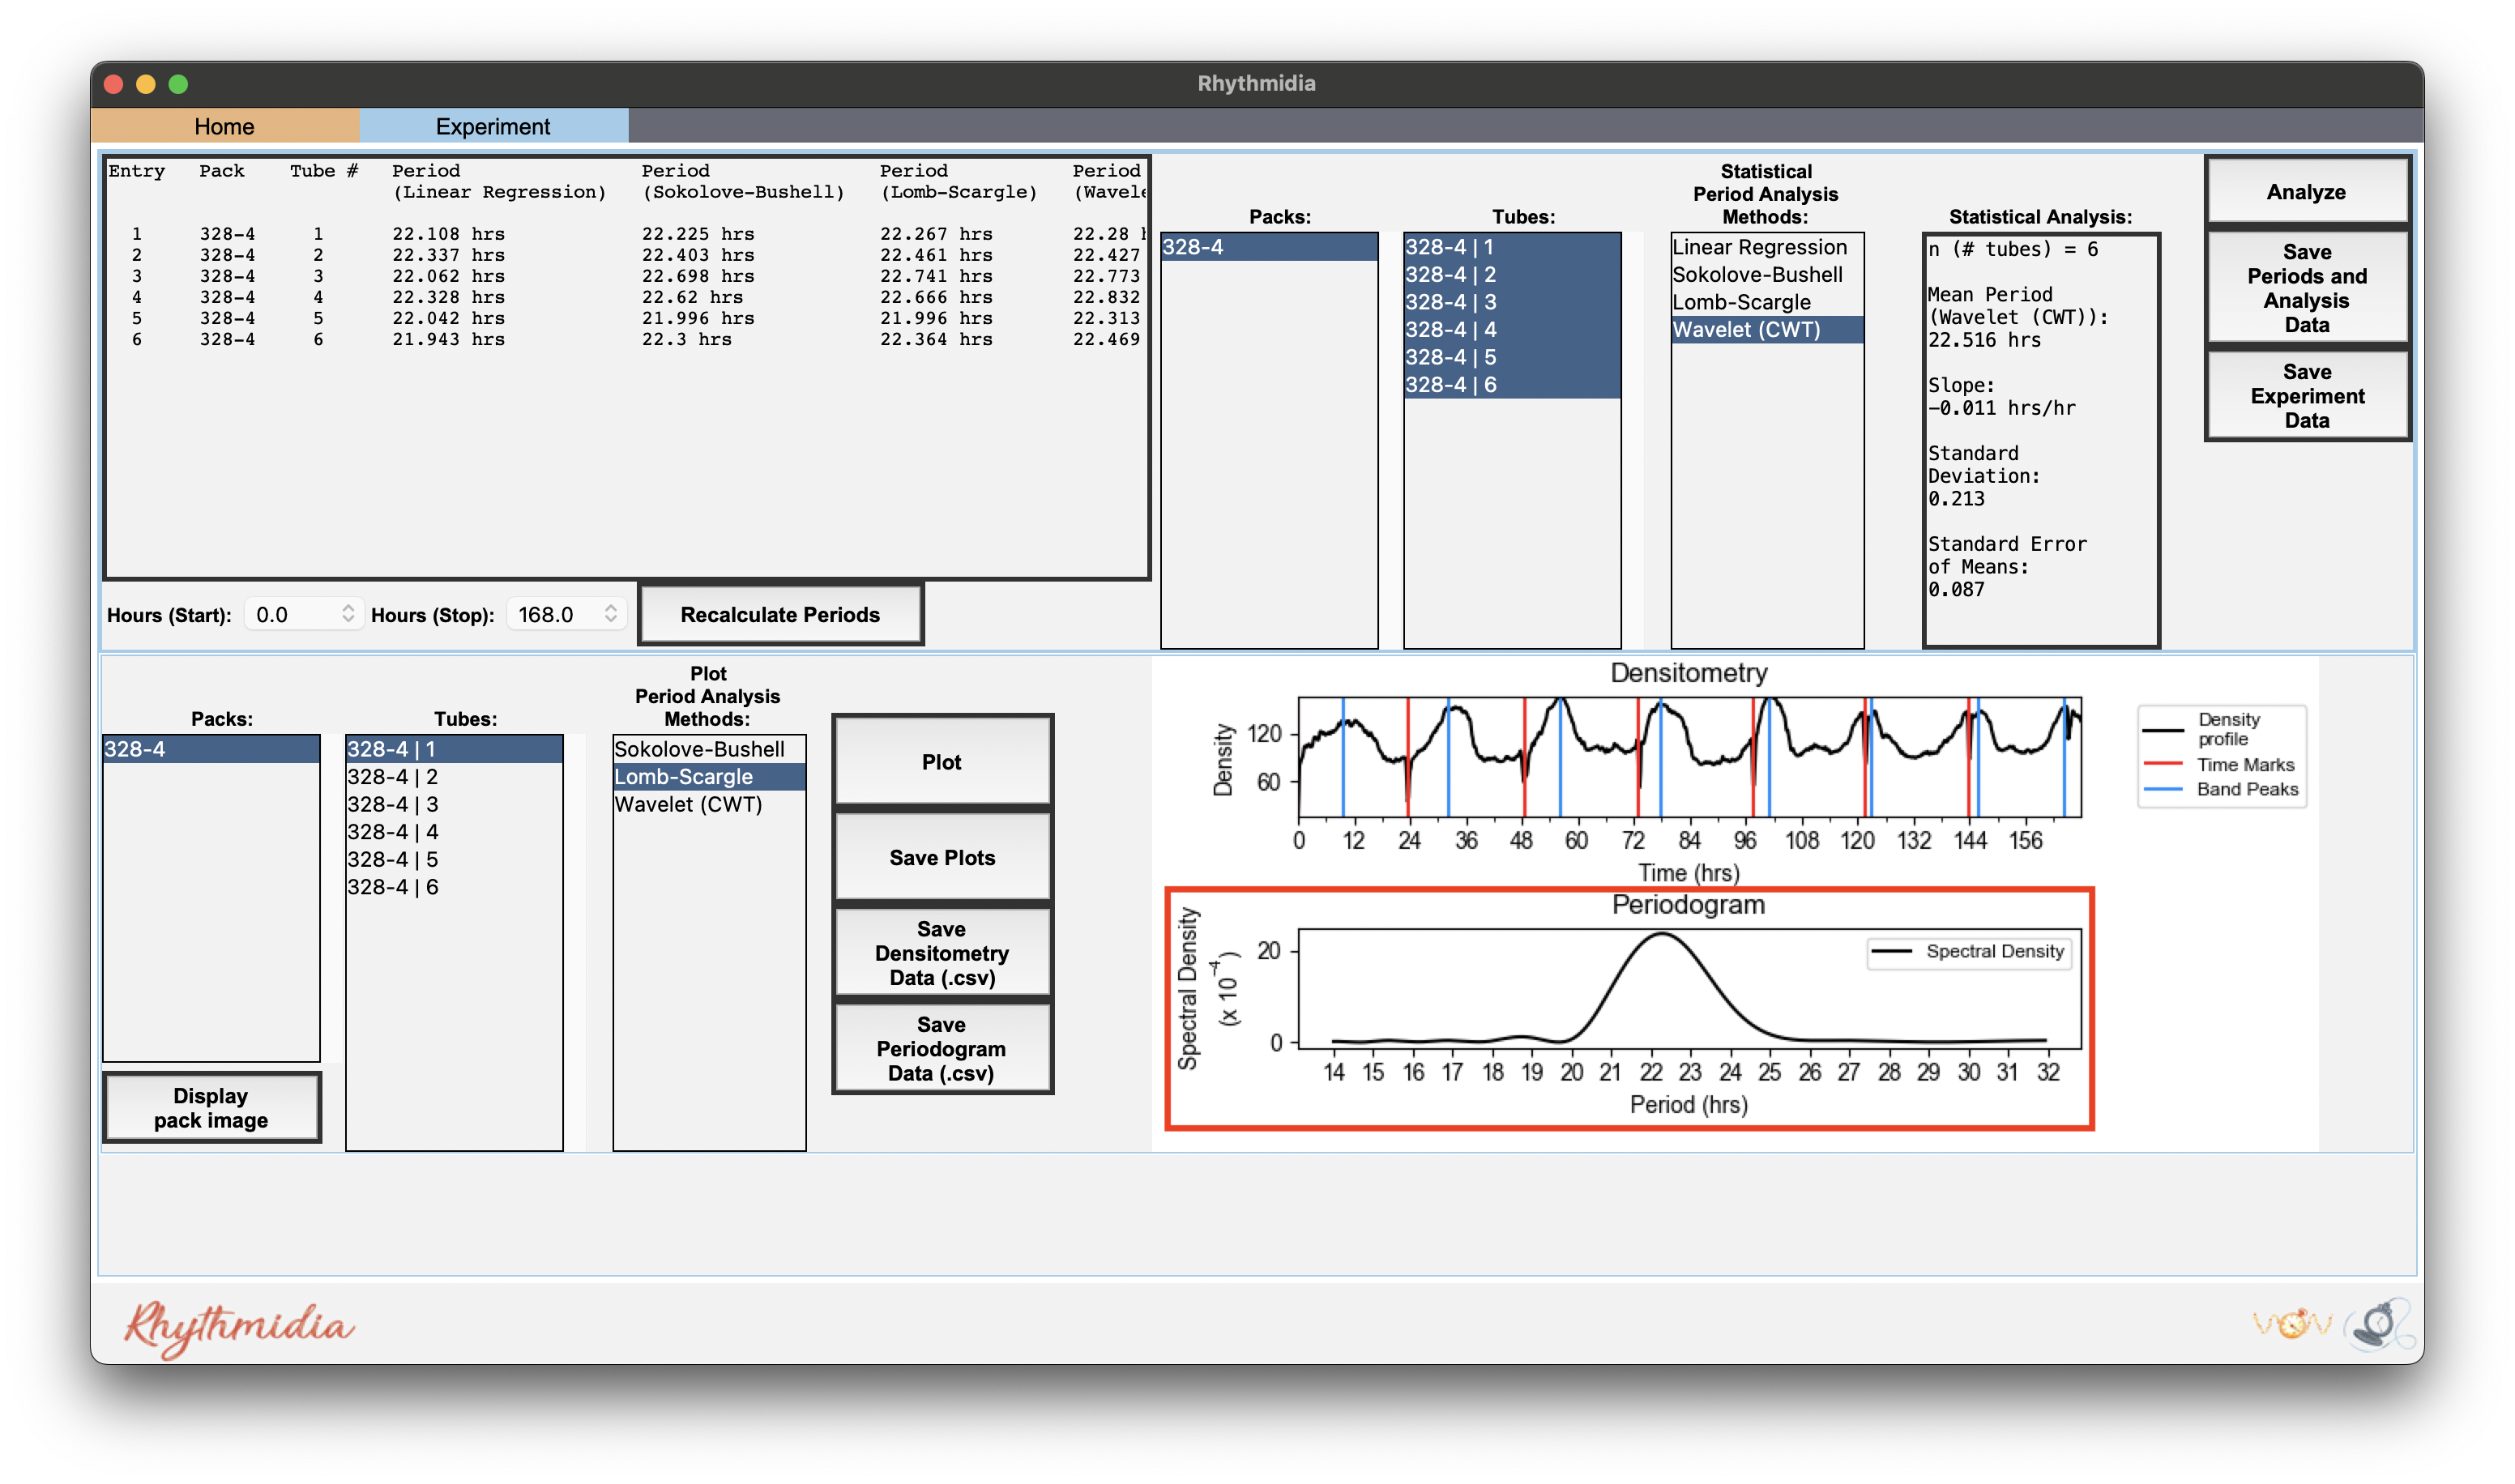 Rhythmidia
Home Experiment
Entry Pack Tube # Period Period Period Period
(Linear Regression) (Sokolove-Bushell) (Lomb-Scargle) (Wavele
1 328-4 1 22.108 hrs 22.225 hrs 22.267 hrs 22.28
2 328-4 2 22.337 hrs 22.403 hrs 22.461 hrs 22.427
3 328-4 3 22.062 hrs 22.698 hrs 22.741 hrs 22.773
4 328-4 4 22.328 hrs 22.62 hrs 22.666 hrs 22.832
5 328-4 5 22.042 hrs 21.996 hrs 21.996 hrs 22.313
6 328-4 6 21.943 hrs 22.3 hrs 22.364 hrs 22.469
Hours (Start): 0.0 Hours (Stop): 168.0 Recalculate Periods
Packs:
328-4
Tubes:
328-4 | 1
328-4 | 2
328-4 | 3
328-4 | 4
328-4 | 5
328-4 | 6
Statistical
Period Analysis
Methods:
Linear Regression
Sokolove-Bushell
Lomb-Scargle
Wavelet (CWT)
Statistical Analysis:
n (# tubes) = 6
Mean Period
(Wavelet (CWT)):
22.516 hrs
Slope:
-0.011 hrs/hr
Standard
Deviation:
0.213
Standard Error
of Means:
0.087
Analyze
Save
Periods and
Analysis
Data
Save
Experiment
Data
Packs:
328-4
Display
pack image
Tubes:
328-4 | 1
328-4 | 2
328-4 | 3
328-4 | 4
328-4 | 5
328-4 | 6
Plot
Period Analysis
Methods:
Sokolove-Bushell
Lomb-Scargle
Wavelet (CWT)
Plot
Save Plots
Save
Densitometry
Data (.csv)
Save
Periodogram
Data (.csv)
Densitometry
Density
120
60
0 12 24 36 48 60 72 84 96 108 120 132 144 156
Time (hrs)
Density
profile
Time Marks
Band Peaks
Periodogram
Spectral Density
(x 10⁻⁴)
20
0
Spectral Density
14 15 16 17 18 19 20 21 22 23 24 25 26 27 28 29 30 31 32
Period (hrs)
Rhythmidia